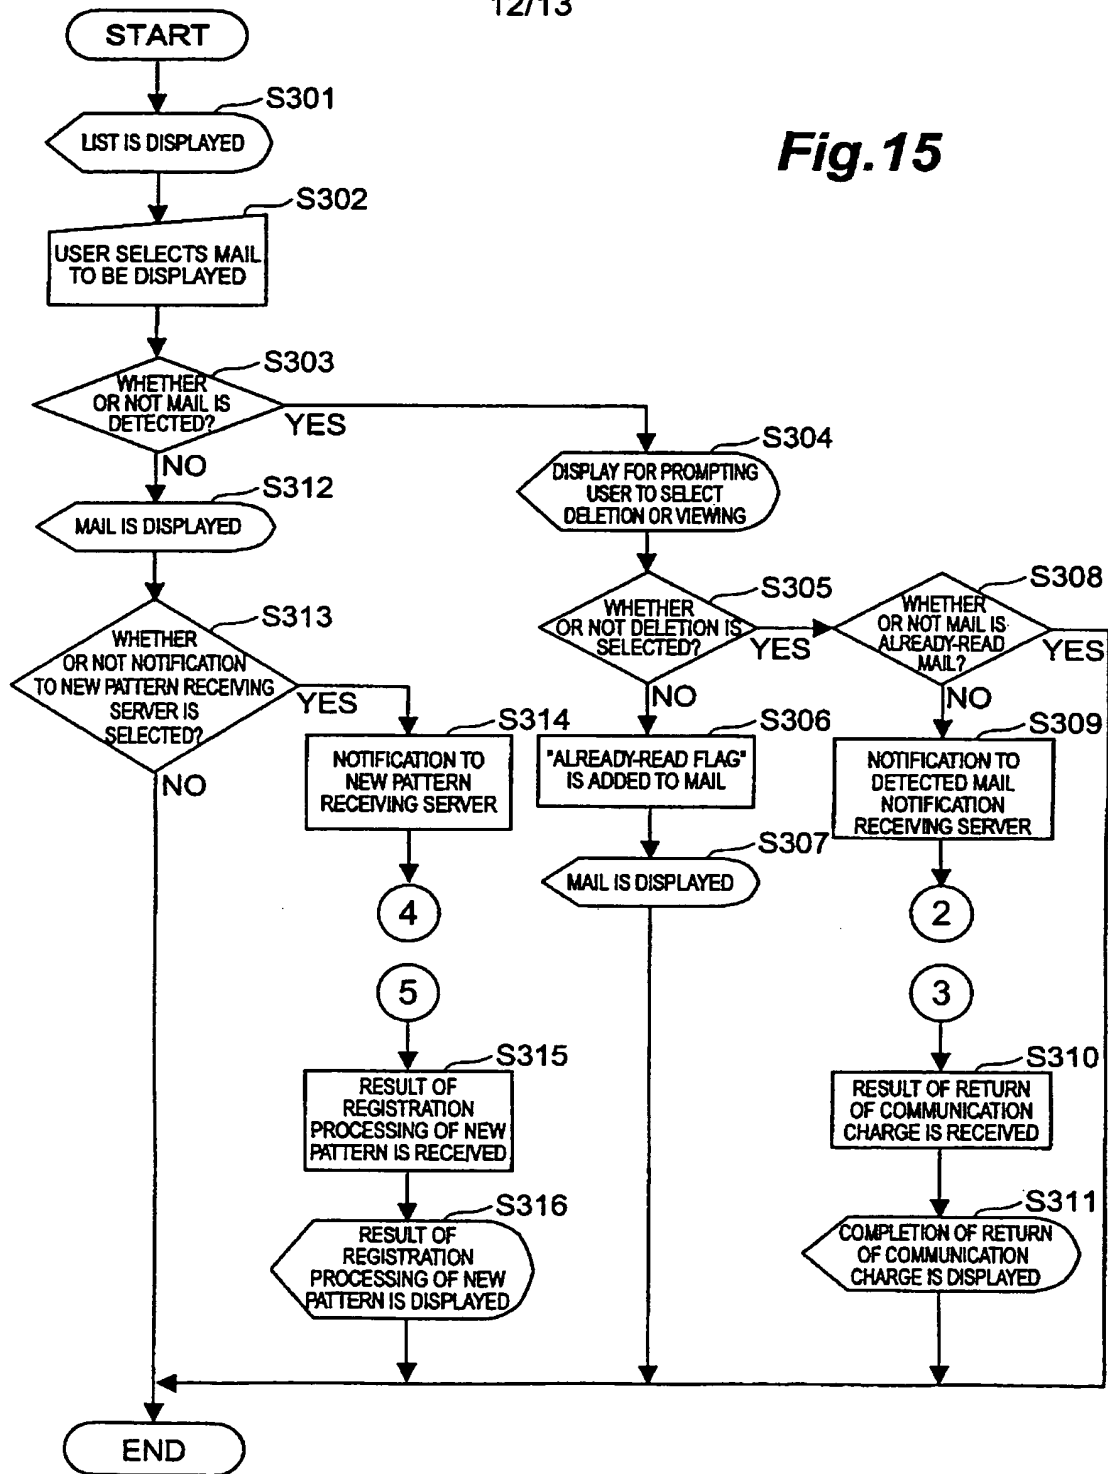 12/13
START
S301
LIST IS DISPLAYED
Fig.15
S302
USER SELECTS MAIL
TO BE DISPLAYED
S303
WHETHER
OR NOT MAIL IS
DETECTED?
YES
NO
S304
DISPLAY FOR PROMPTING
USER TO SELECT
DELETION OR VIEWING
S312
MAIL IS DISPLAYED
S305
WHETHER
OR NOT DELETION IS
SELECTED?
YES
NO
S308
WHETHER
OR NOT MAIL IS
ALREADY-READ
MAIL?
YES
NO
S313
WHETHER
OR NOT NOTIFICATION
TO NEW PATTERN RECEIVING
SERVER IS
SELECTED?
YES
NO
S314
NOTIFICATION TO
NEW PATTERN
RECEIVING SERVER
S306
"ALREADY-READ FLAG"
IS ADDED TO MAIL
S309
NOTIFICATION TO
DETECTED MAIL
NOTIFICATION
RECEIVING SERVER
S307
MAIL IS DISPLAYED
4
2
5
3
S315
RESULT OF
REGISTRATION
PROCESSING OF NEW
PATTERN IS RECEIVED
S310
RESULT OF RETURN
OF COMMUNICATION
CHARGE IS RECEIVED
S316
RESULT OF
REGISTRATION
PROCESSING OF NEW
PATTERN IS DISPLAYED
S311
COMPLETION OF RETURN
OF COMMUNICATION
CHARGE IS DISPLAYED
END